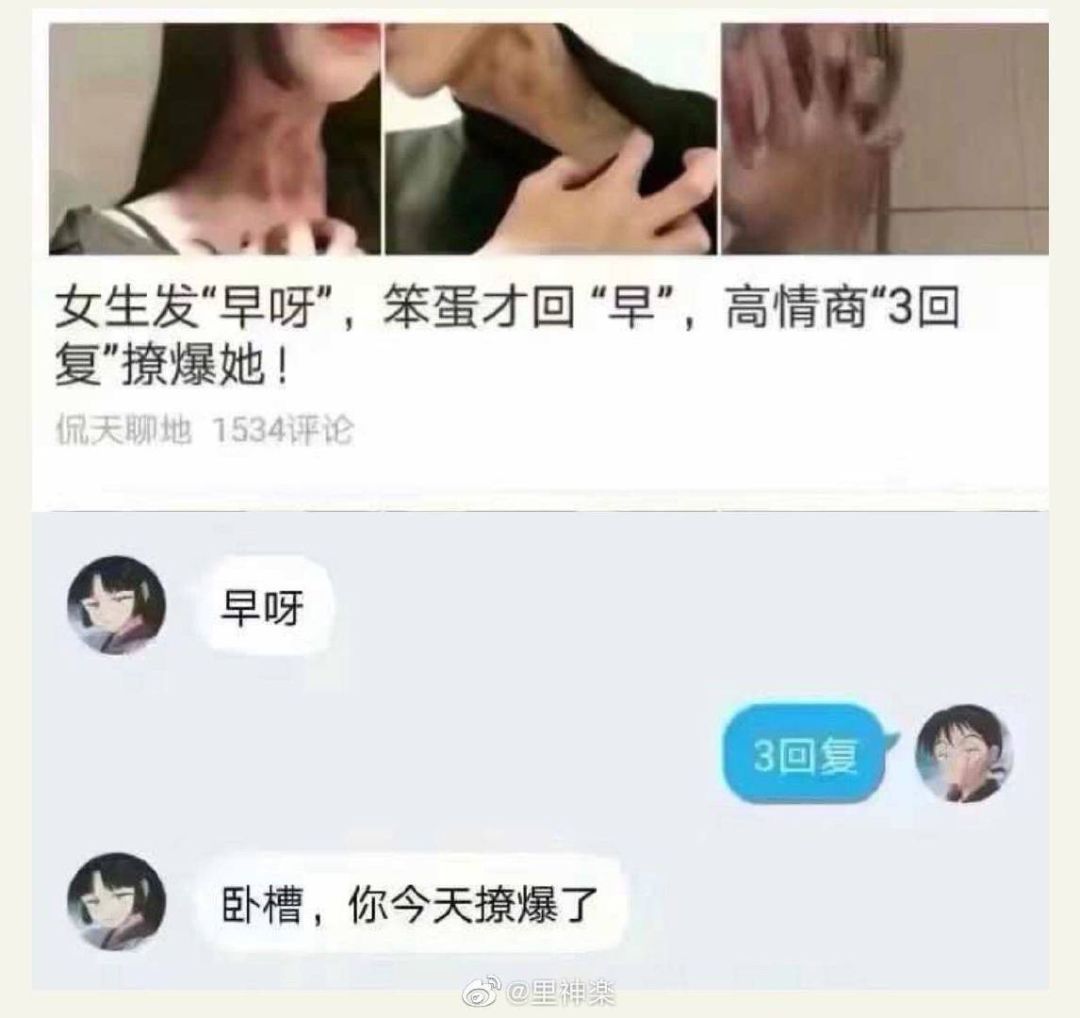 女生发“早呀”，笨蛋才回 “早”，高情商“3回
复”撩爆她！
侃天聊地 1534评论
早呀
3回复
卧槽，你今天撩爆了
@里神楽